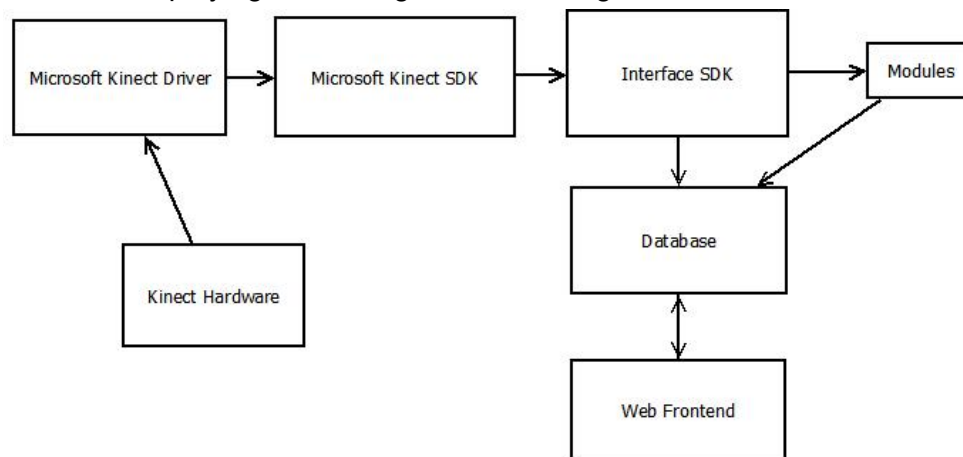 Microsoft Kinect Driver
Microsoft Kinect SDK
Interface SDK
Modules
Database
Kinect Hardware
Web Frontend